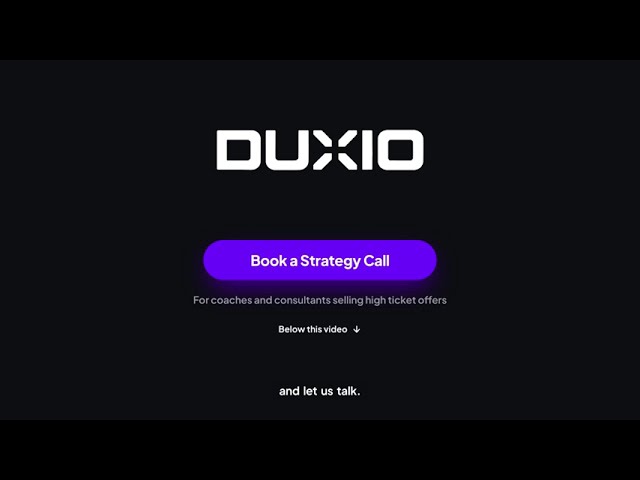 DUXIO
Book a Strategy Call
For coaches and consultants selling high ticket offers
Below this video ↓
and let us talk.